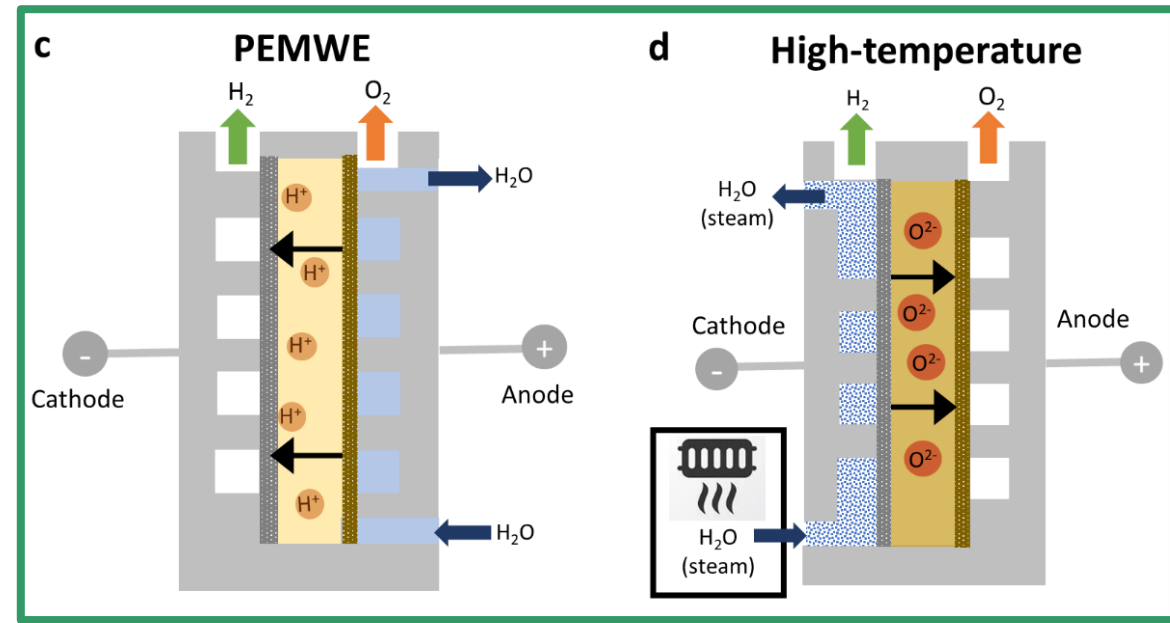 c
PEMWE
H₂
O₂
H₂O
H⁺
H⁺
H⁺
H⁺
H⁺
-
+
Cathode
Anode
H₂O
d
High-temperature
H₂
O₂
H₂O
(steam)
O²⁻
O²⁻
O²⁻
O²⁻
Cathode
Anode
-
+
H₂O
(steam)